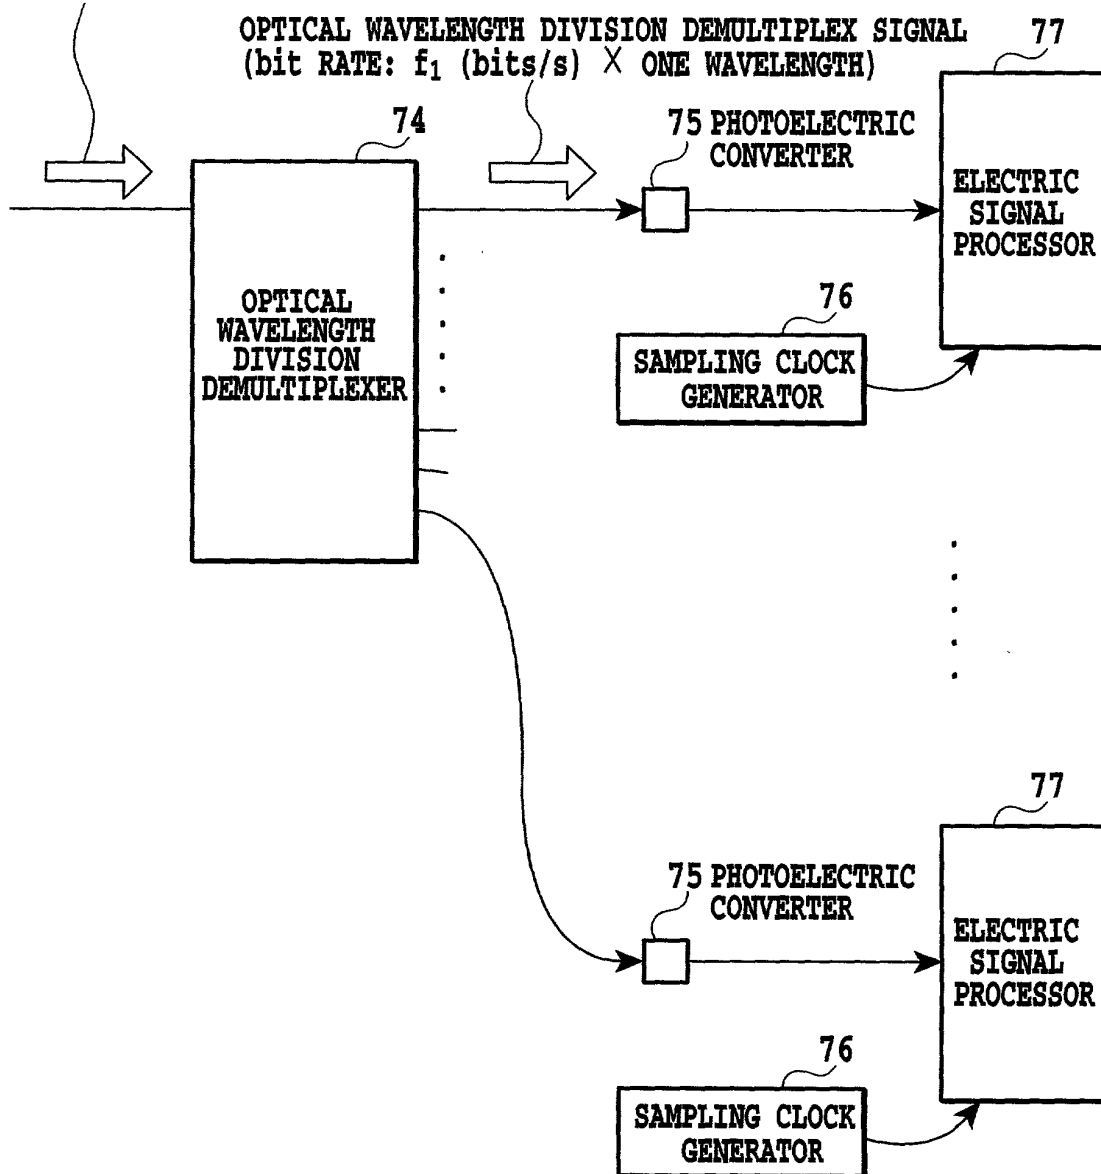 OPTICAL WAVELENGTH DIVISION DEMULTIPLEX SIGNAL
(bit RATE: f1 (bits/s) X ONE WAVELENGTH)
77
74
75 PHOTOELECTRIC
CONVERTER
ELECTRIC
SIGNAL
PROCESSOR
OPTICAL
WAVELENGTH
DIVISION
DEMULTIPLEXER
76
SAMPLING CLOCK
GENERATOR
77
75 PHOTOELECTRIC
CONVERTER
ELECTRIC
SIGNAL
PROCESSOR
76
SAMPLING CLOCK
GENERATOR